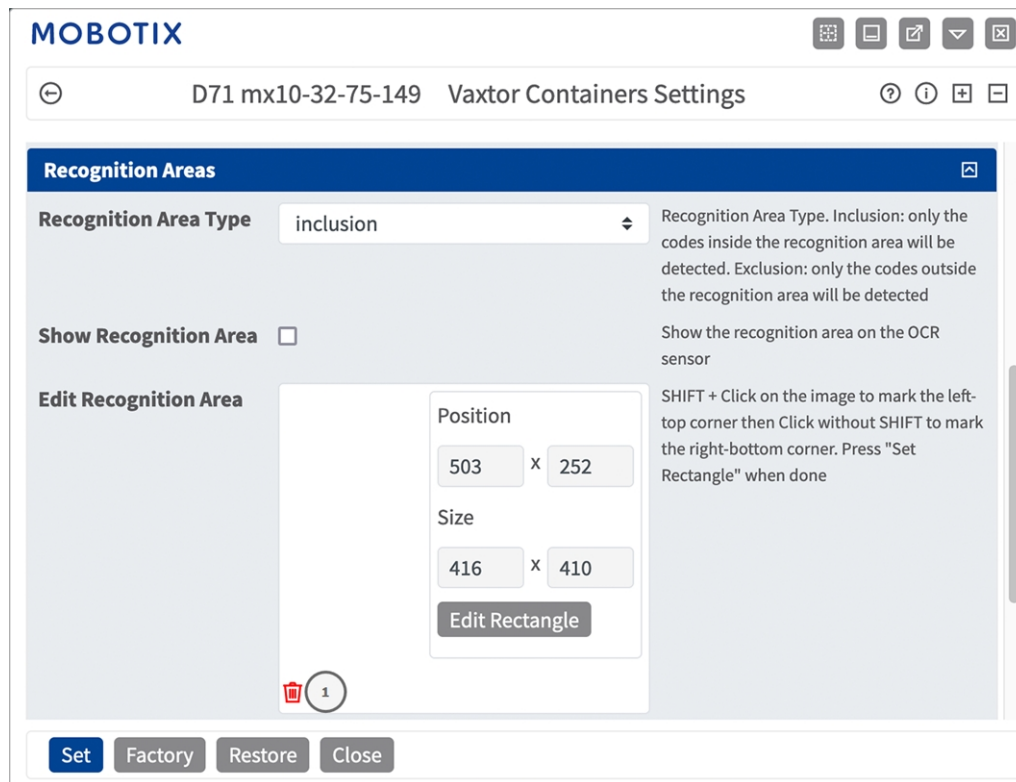 MOBOTIX
D71 mx10-32-75-149 Vaxtor Containers Settings
Recognition Areas
Recognition Area Type
inclusion
Recognition Area Type. Inclusion: only the
codes inside the recognition area will be
detected. Exclusion: only the codes outside
the recognition area will be detected
Show Recognition Area
Show the recognition area on the OCR
sensor
Edit Recognition Area
Position
503 x 252
Size
416 x 410
Edit Rectangle
1
SHIFT + Click on the image to mark the left-
top corner then Click without SHIFT to mark
the right-bottom corner. Press "Set
Rectangle" when done
Set Factory Restore Close